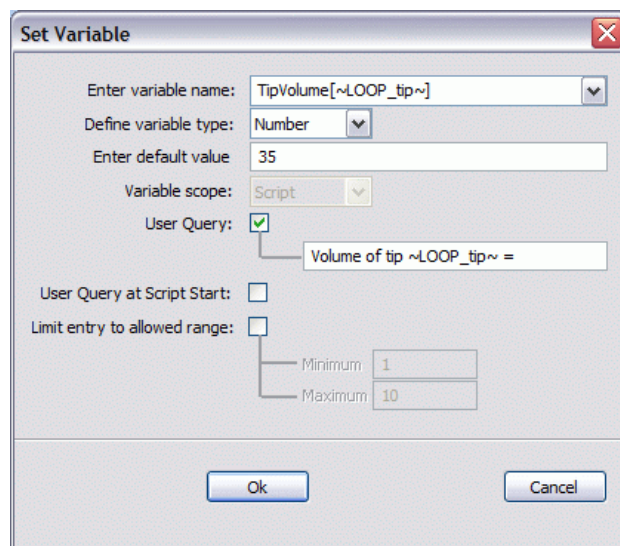 Set Variable
Enter variable name: TipVolume[~LOOP_tip~]
Define variable type: Number
Enter default value 35
Variable scope: Script
User Query:
Volume of tip ~LOOP_tip~ =
User Query at Script Start:
Limit entry to allowed range:
Minimum 1
Maximum 10
Ok Cancel